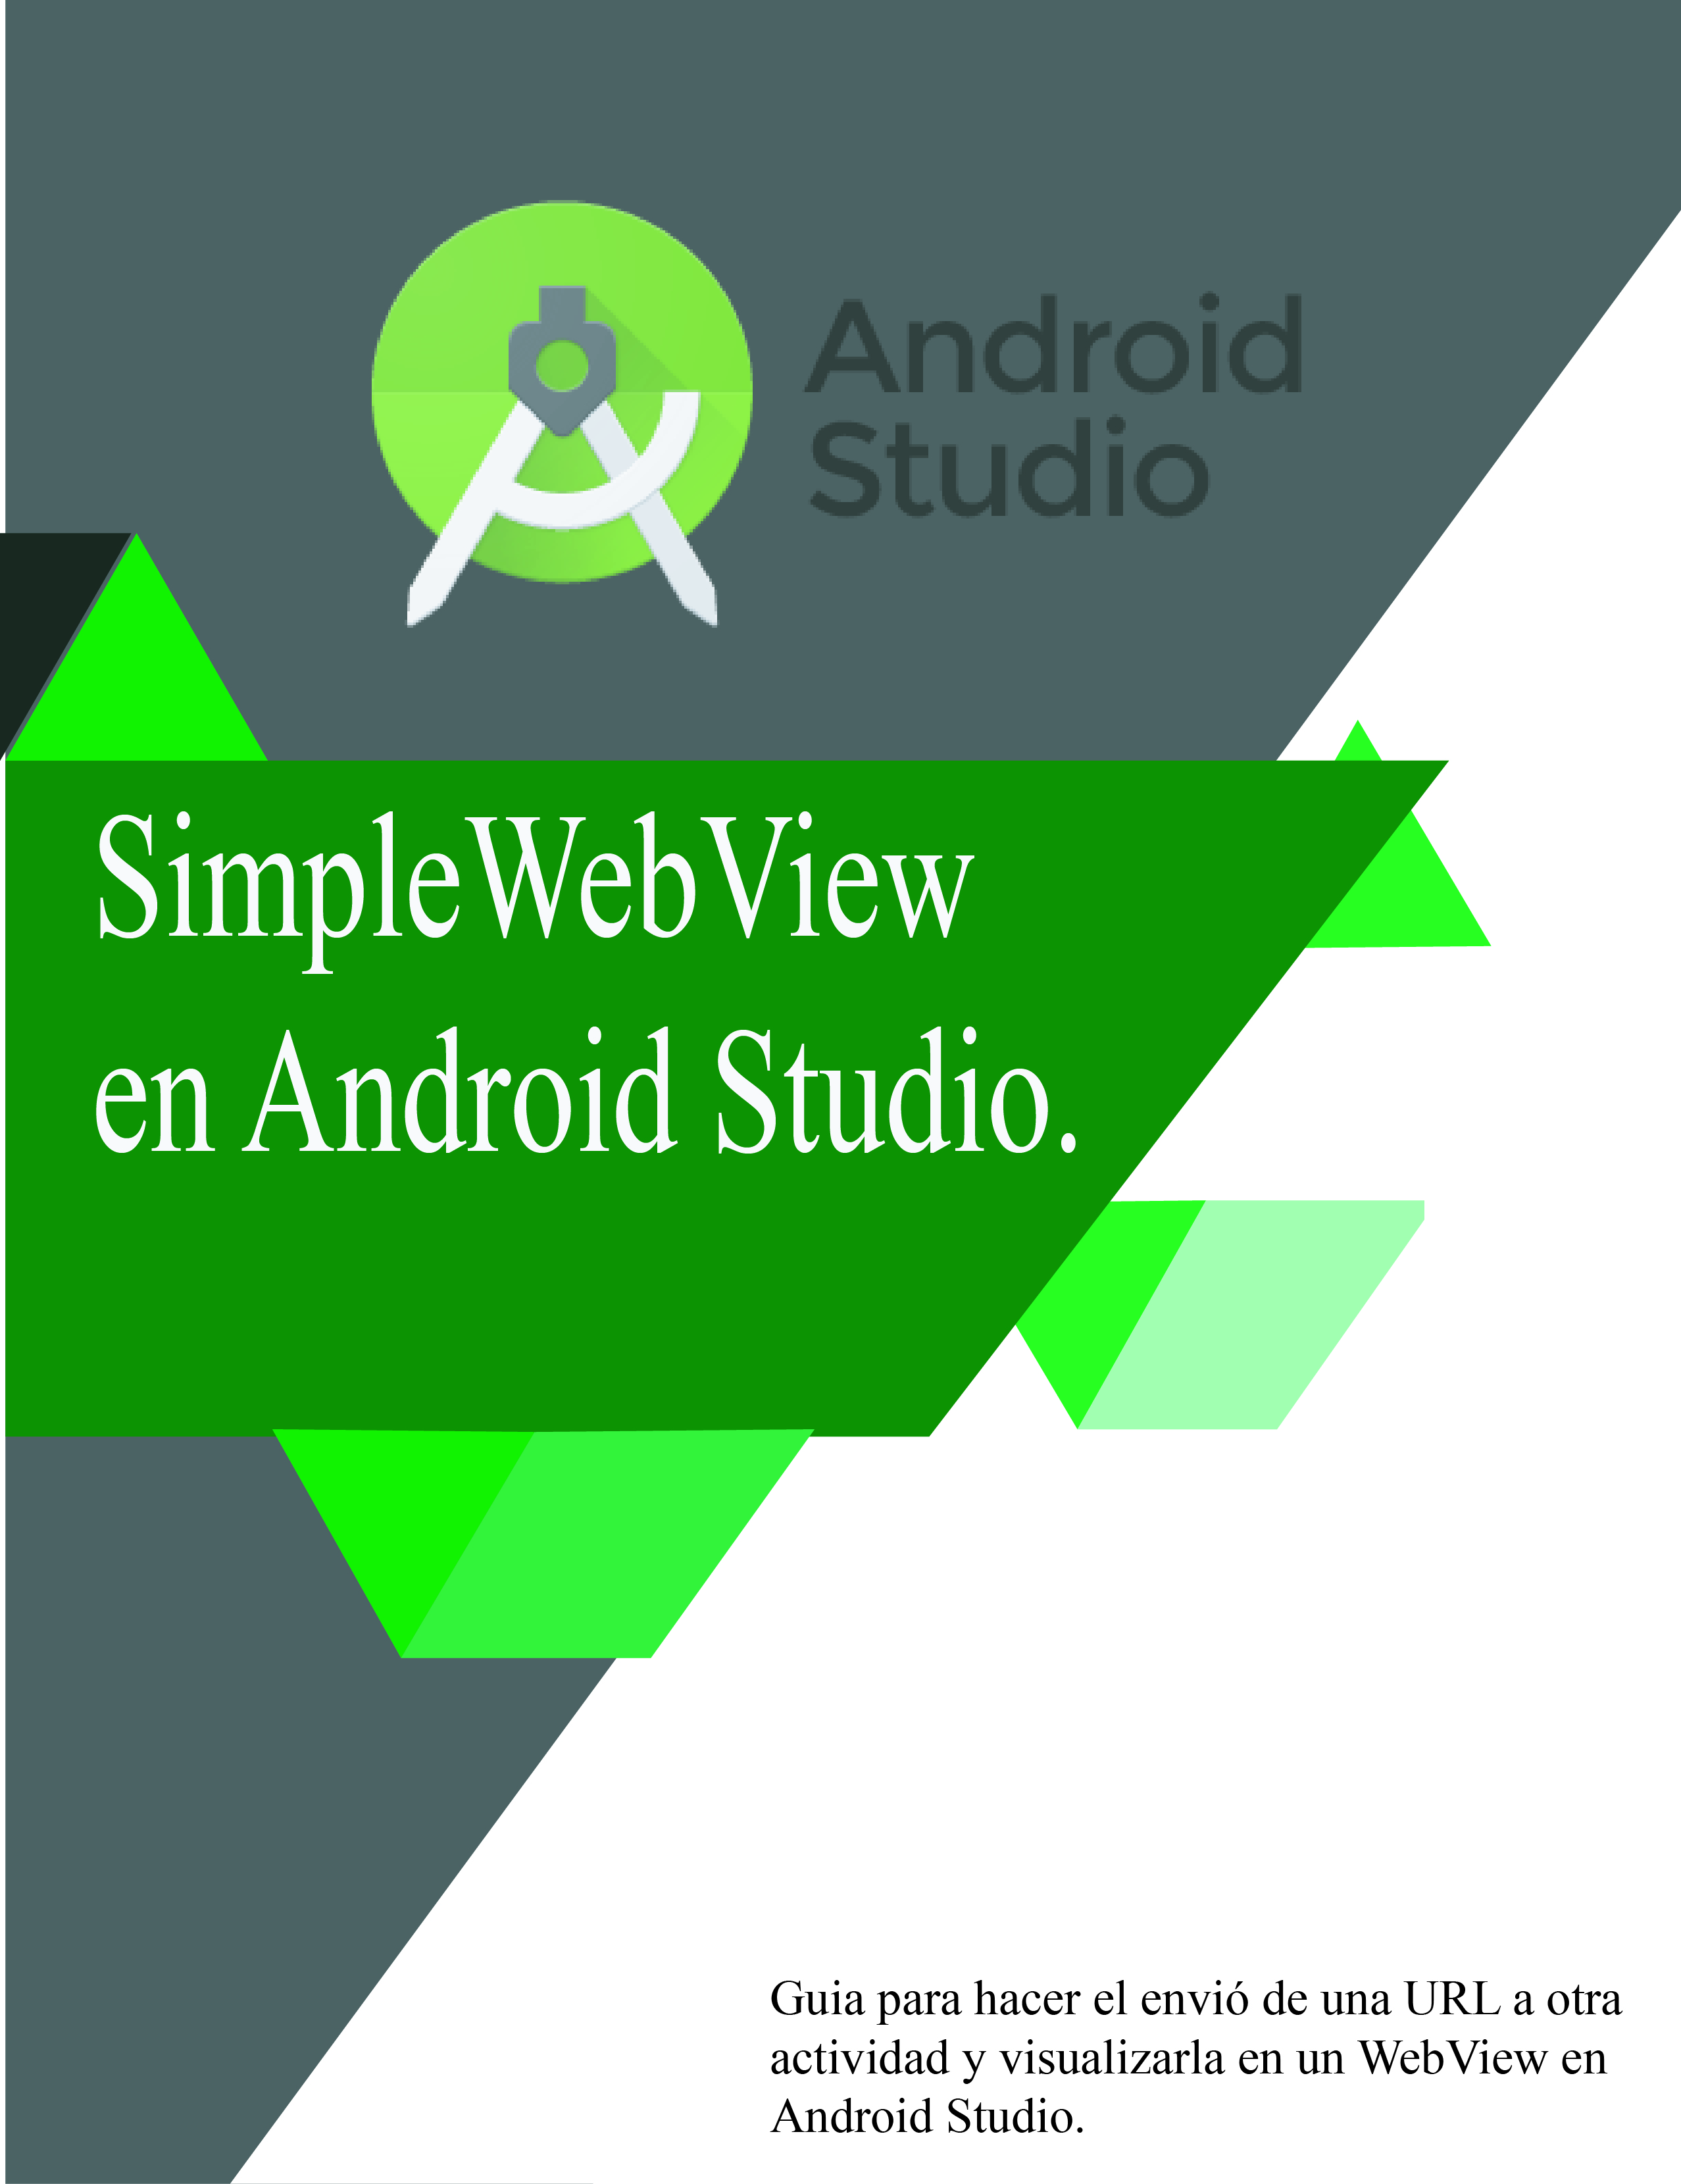 Android
Studio
SimpleWebView
en Android Studio.
Guia para hacer el envió de una URL a otra
actividad y visualizarla en un WebView en
Android Studio.